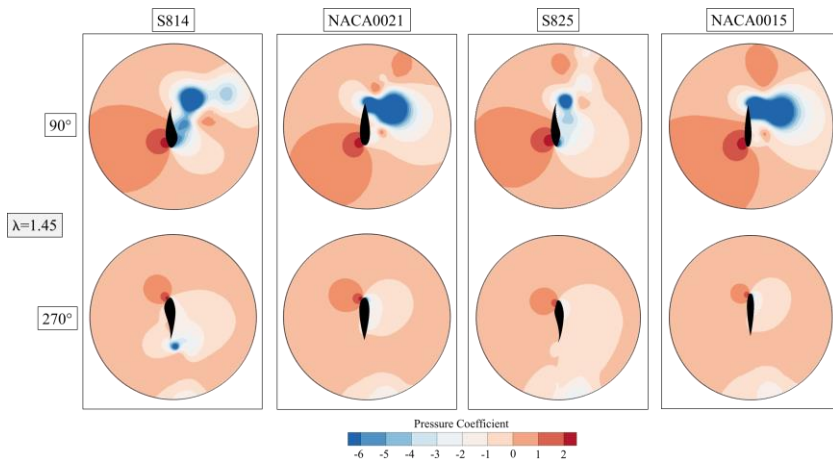 S814 NACA0021 S825 NACA0015
90°
λ=1.45
270°
Pressure Coefficient
-6 -5 -4 -3 -2 -1 0 1 2